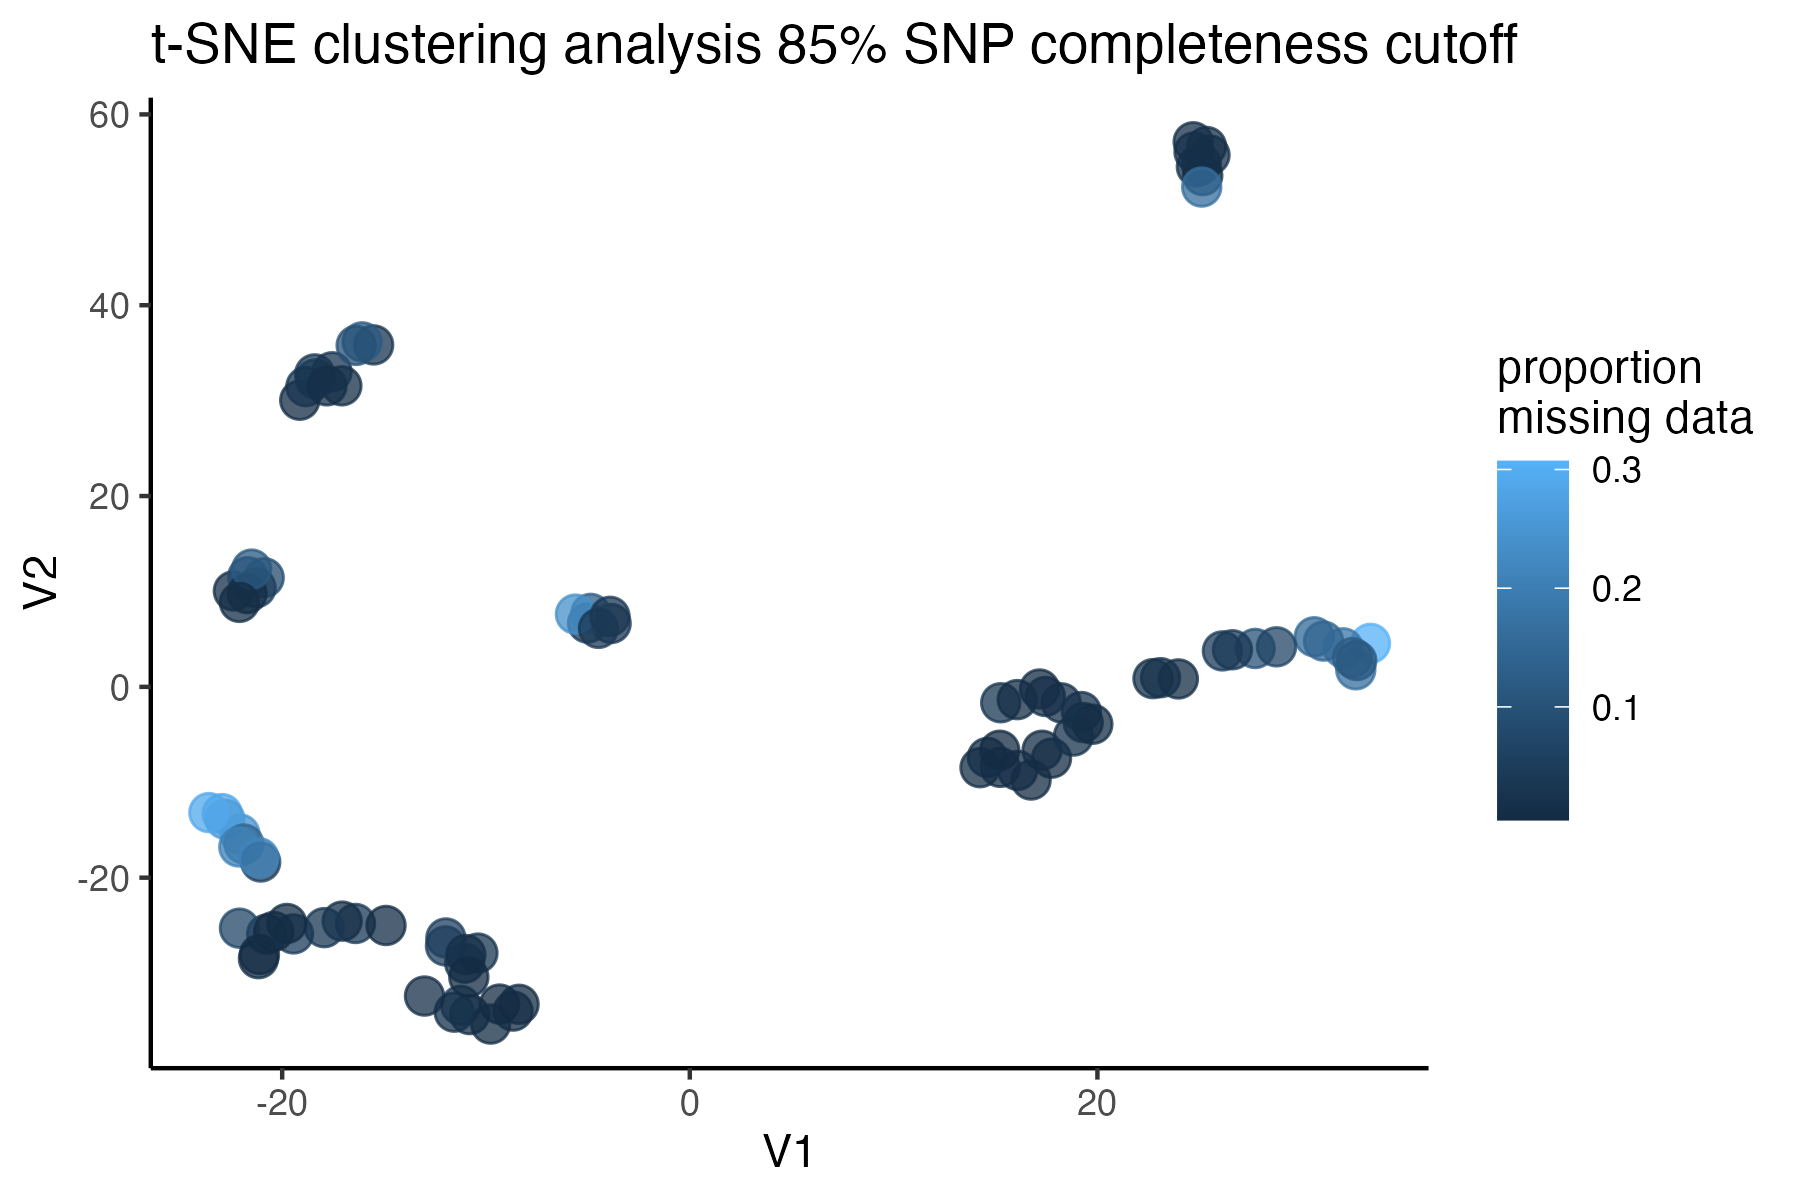 t-SNE clustering analysis 85% SNP completeness cutoff
60
40
20
0
-20
V2
-20
0
20
V1
proportion
missing data
0.3
0.2
0.1